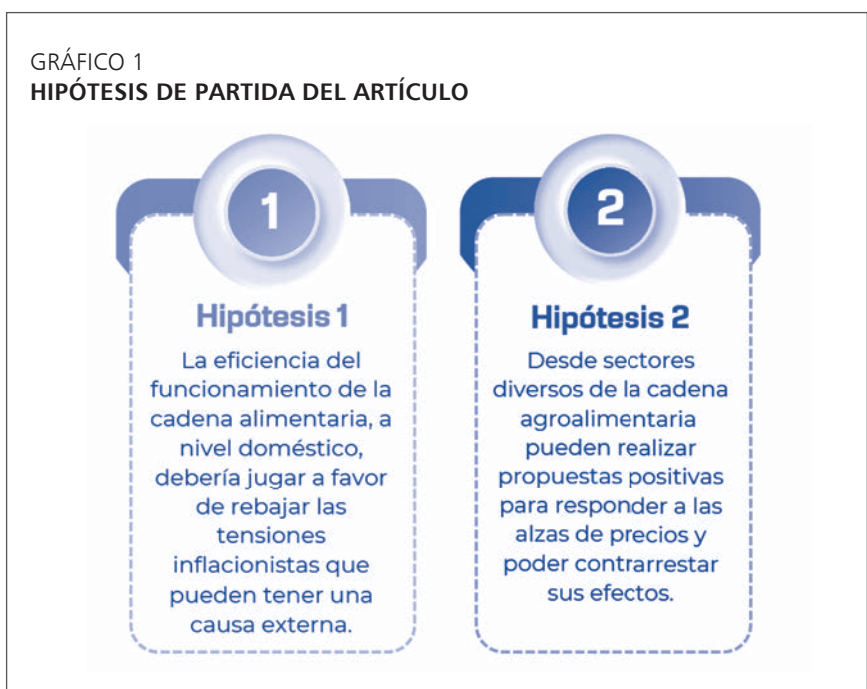 GRÁFICO 1
HIPÓTESIS DE PARTIDA DEL ARTÍCULO
1
Hipótesis 1
La eficiencia del
funcionamiento de la
cadena alimentaria, a
nivel doméstico,
debería jugar a favor
de rebajar las
tensiones
inflacionistas que
pueden tener una
causa externa.
2
Hipótesis 2
Desde sectores
diversos de la cadena
agroalimentaria
pueden realizar
propuestas positivas
para responder a las
alzas de precios y
poder contrarrestar
sus efectos.